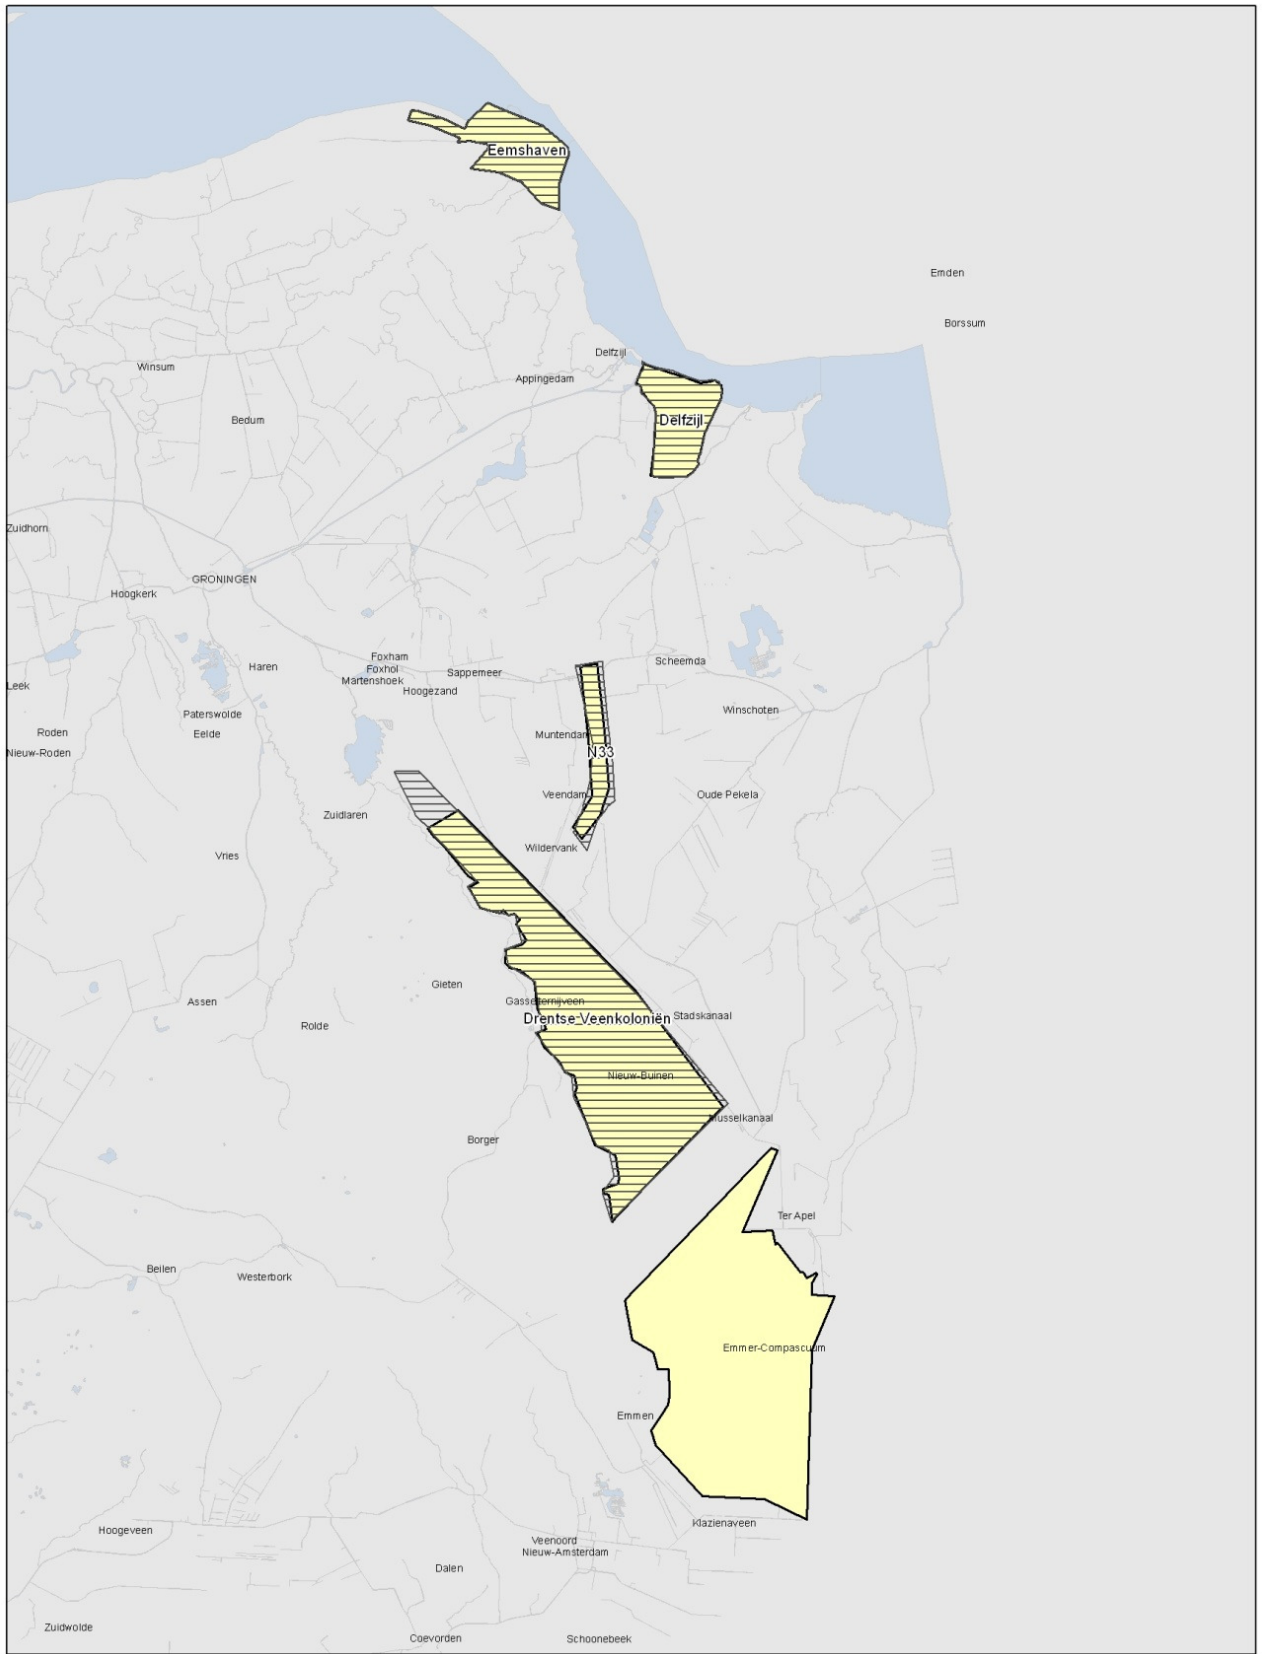 Eemshaven
Emden
Borssum
Delfzijl
Winsum
Appingedam
Bedum
Delfzijl
Zuidhorn
GRONINGEN
Hoogkerk
Foxham
Haren
Foxhol
Sappemeer
Scheemda
Martenshoek
Leek
Hoogezand
Paterswolde
Winschoten
Roden
Eelde
Muntendam
Nieuw-Roden
N33
Veendam
Oude Pekela
Zuidlaren
Wildervank
Vries
Gieten
Assen
Gasselternijveen
Stadskanaal
Drentse Veenkoloniën
Rolde
Nieuw-Buinen
Musselkanaal
Borger
Ter Apel
Beilen
Westerbork
Emmer-Compascuum
Emmen
Klazienaveen
Hoogeveen
Veenoord
Nieuw-Amsterdam
Dalen
Zuidwolde
Coevorden
Schoonebeek